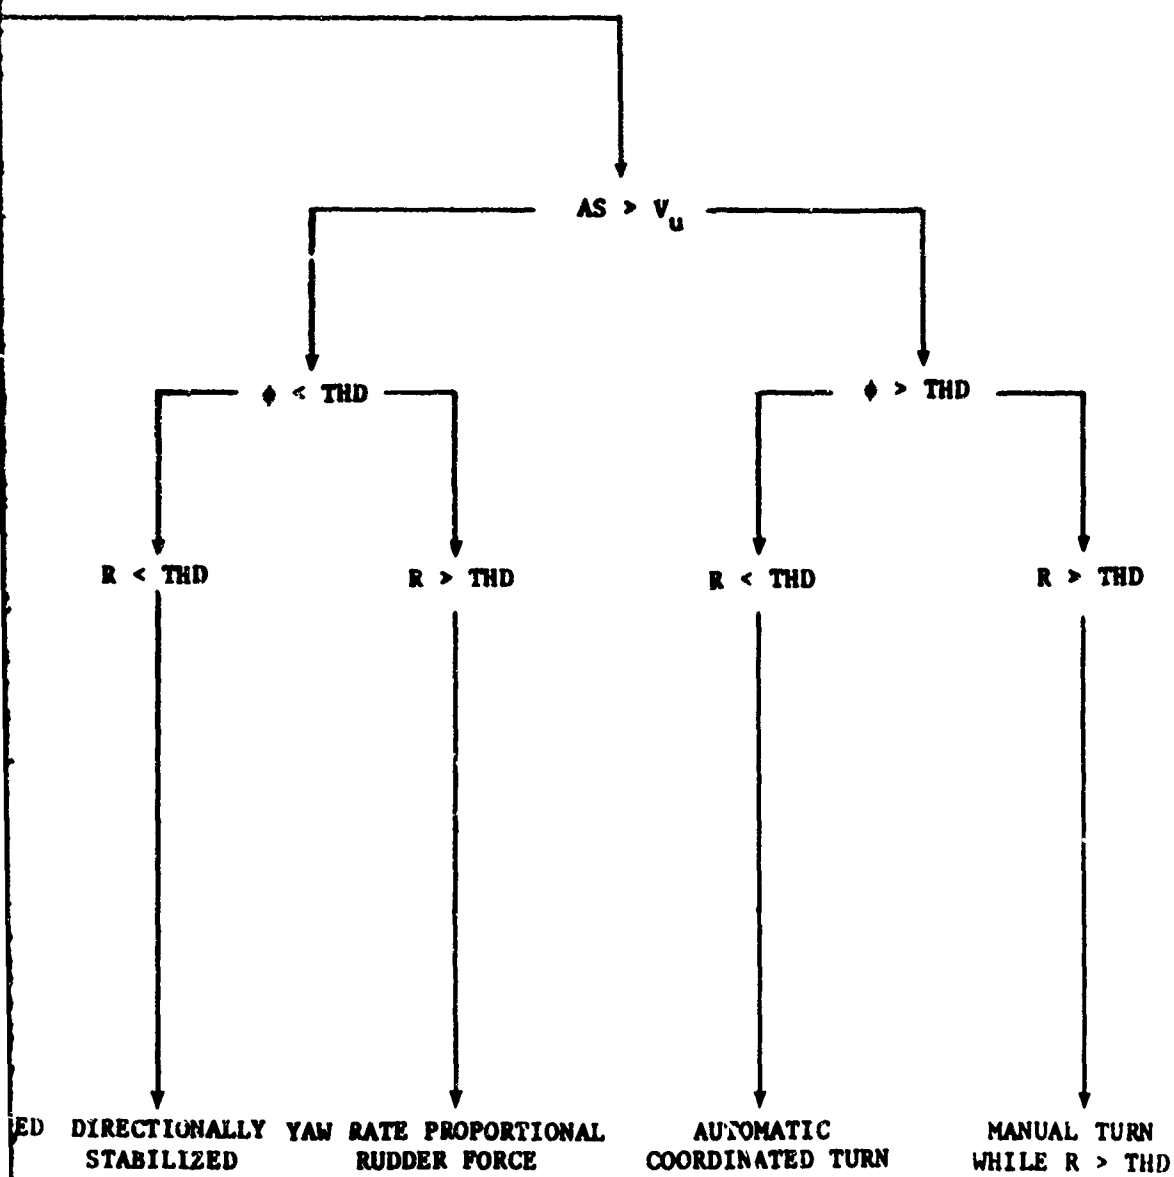 AS > Vu
ϕ < THD
ϕ > THD
R < THD
R > THD
R < THD
R > THD
ED
DIRECTIONALLY
STABILIZED
YAW RATE PROPORTIONAL
RUDDER FORCE
AUTOMATIC
COORDINATED TURN
MANUAL TURN
WHILE R > THD